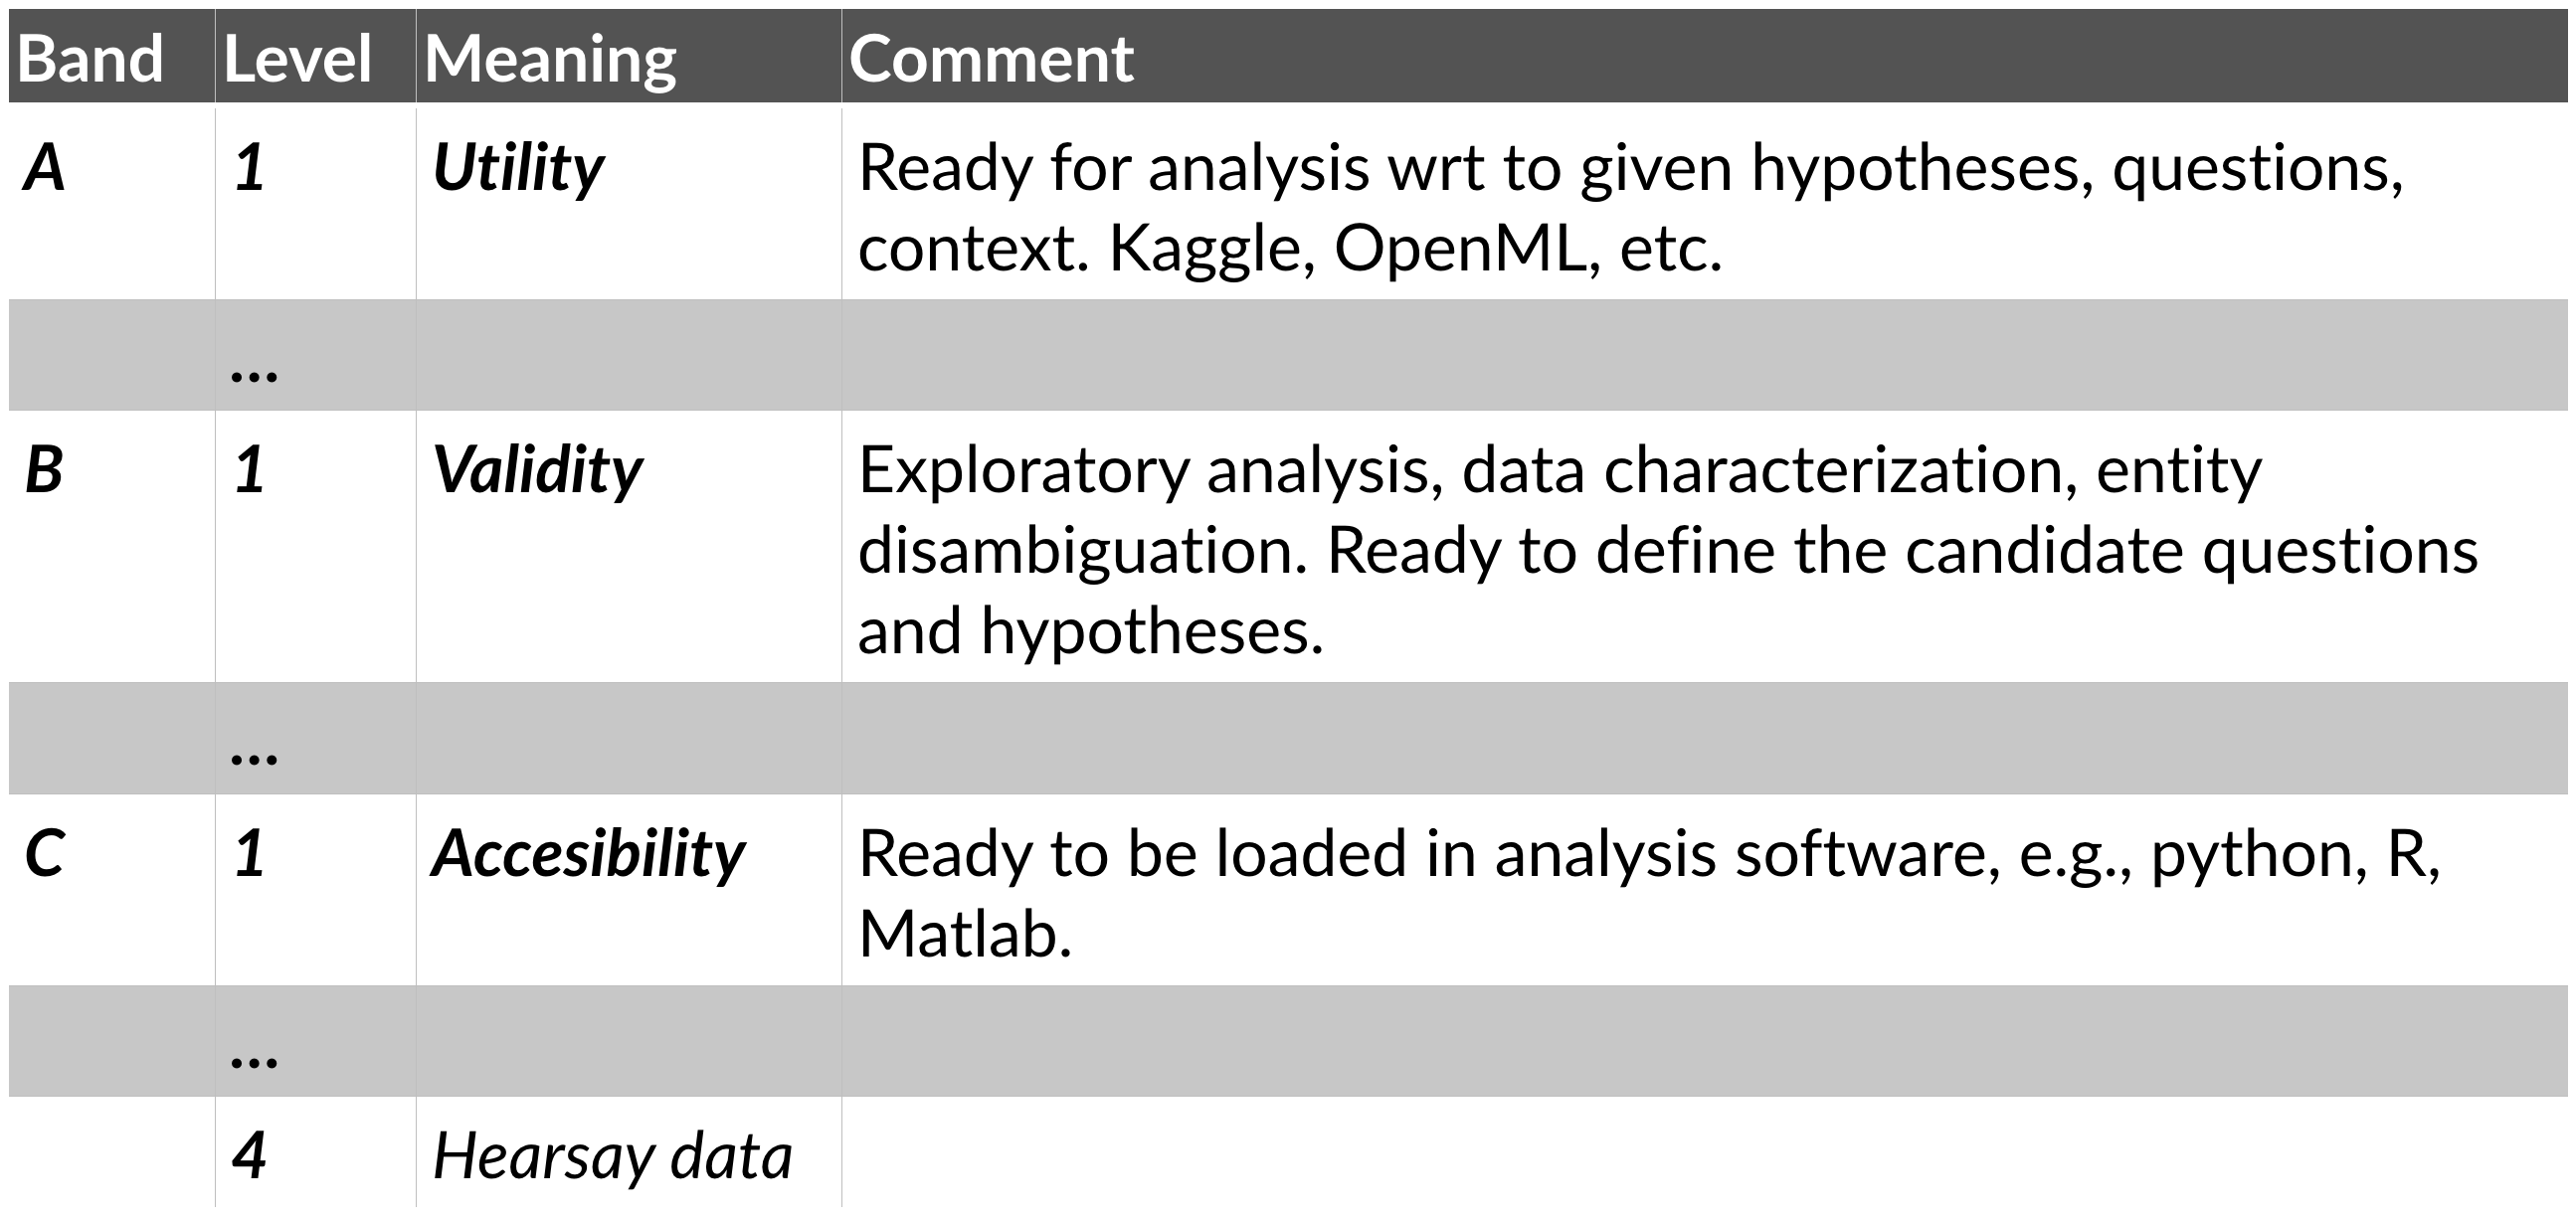 Band Level Meaning Comment
A 1 Utility Ready for analysis wrt to given hypotheses, questions,
context. Kaggle, OpenML, etc.
...
B 1 Validity Exploratory analysis, data characterization, entity
disambiguation. Ready to define the candidate questions
and hypotheses.
...
C 1 Accesibility Ready to be loaded in analysis software, e.g., python, R,
Matlab.
...
4 Hearsay data